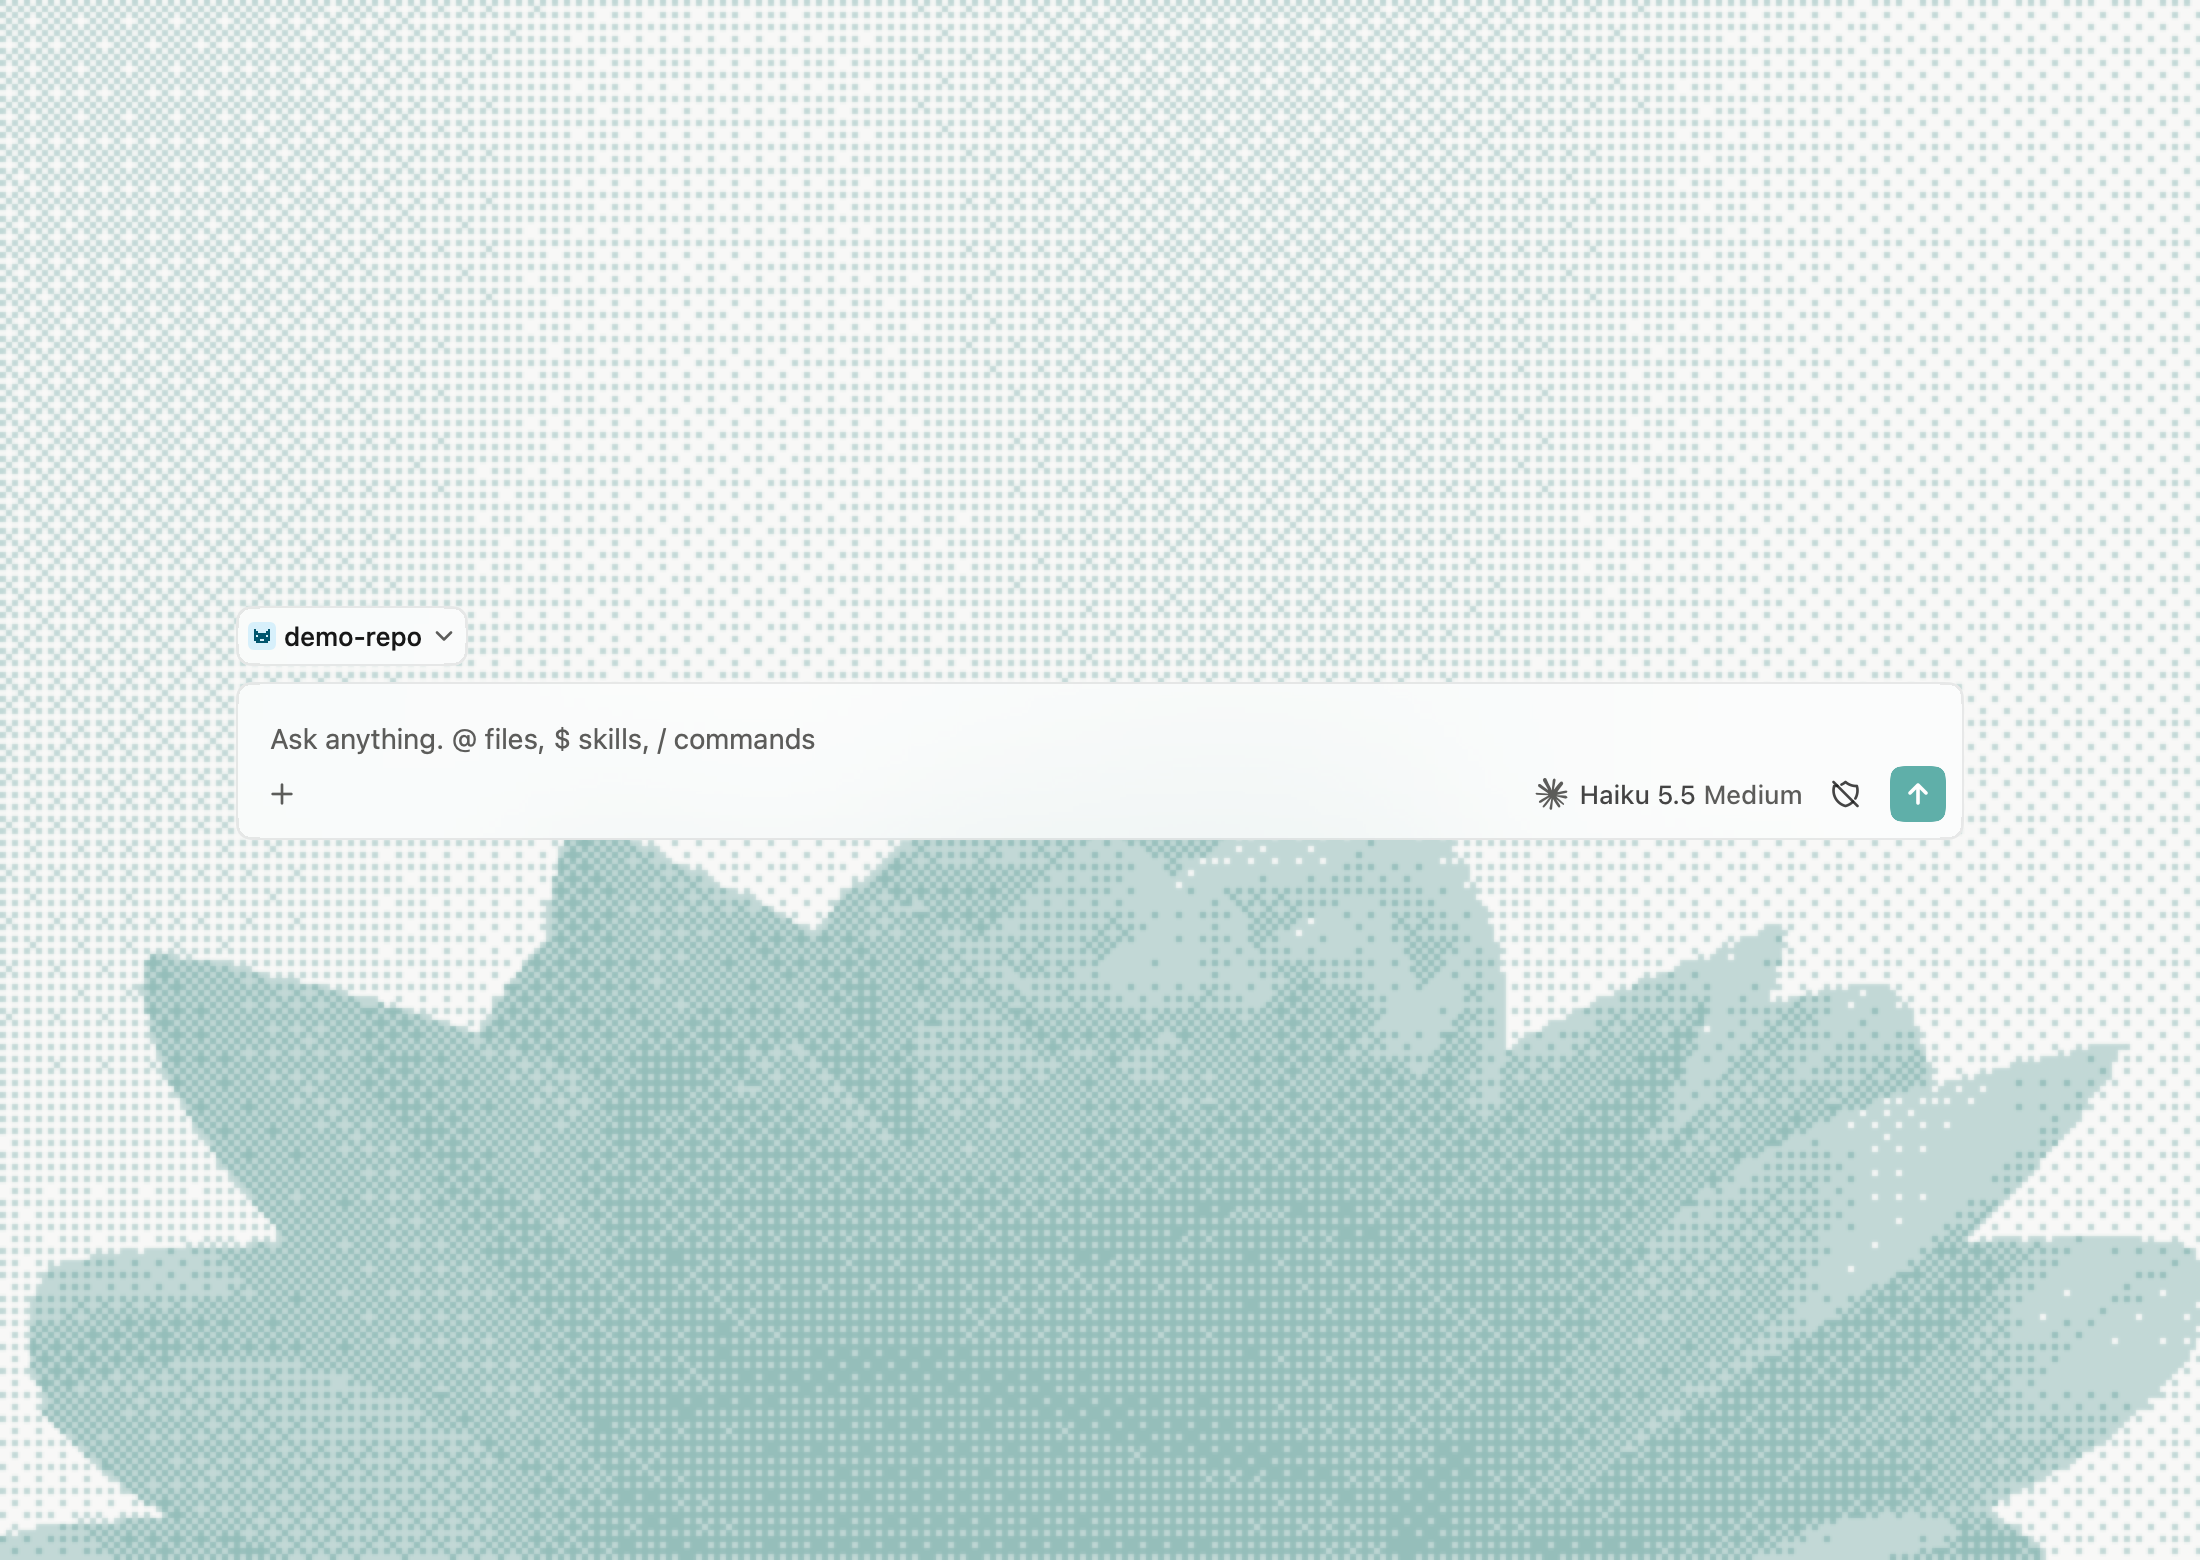 demo-repo
Ask anything. @ files, $ skills, / commands
Haiku 5.5 Medium